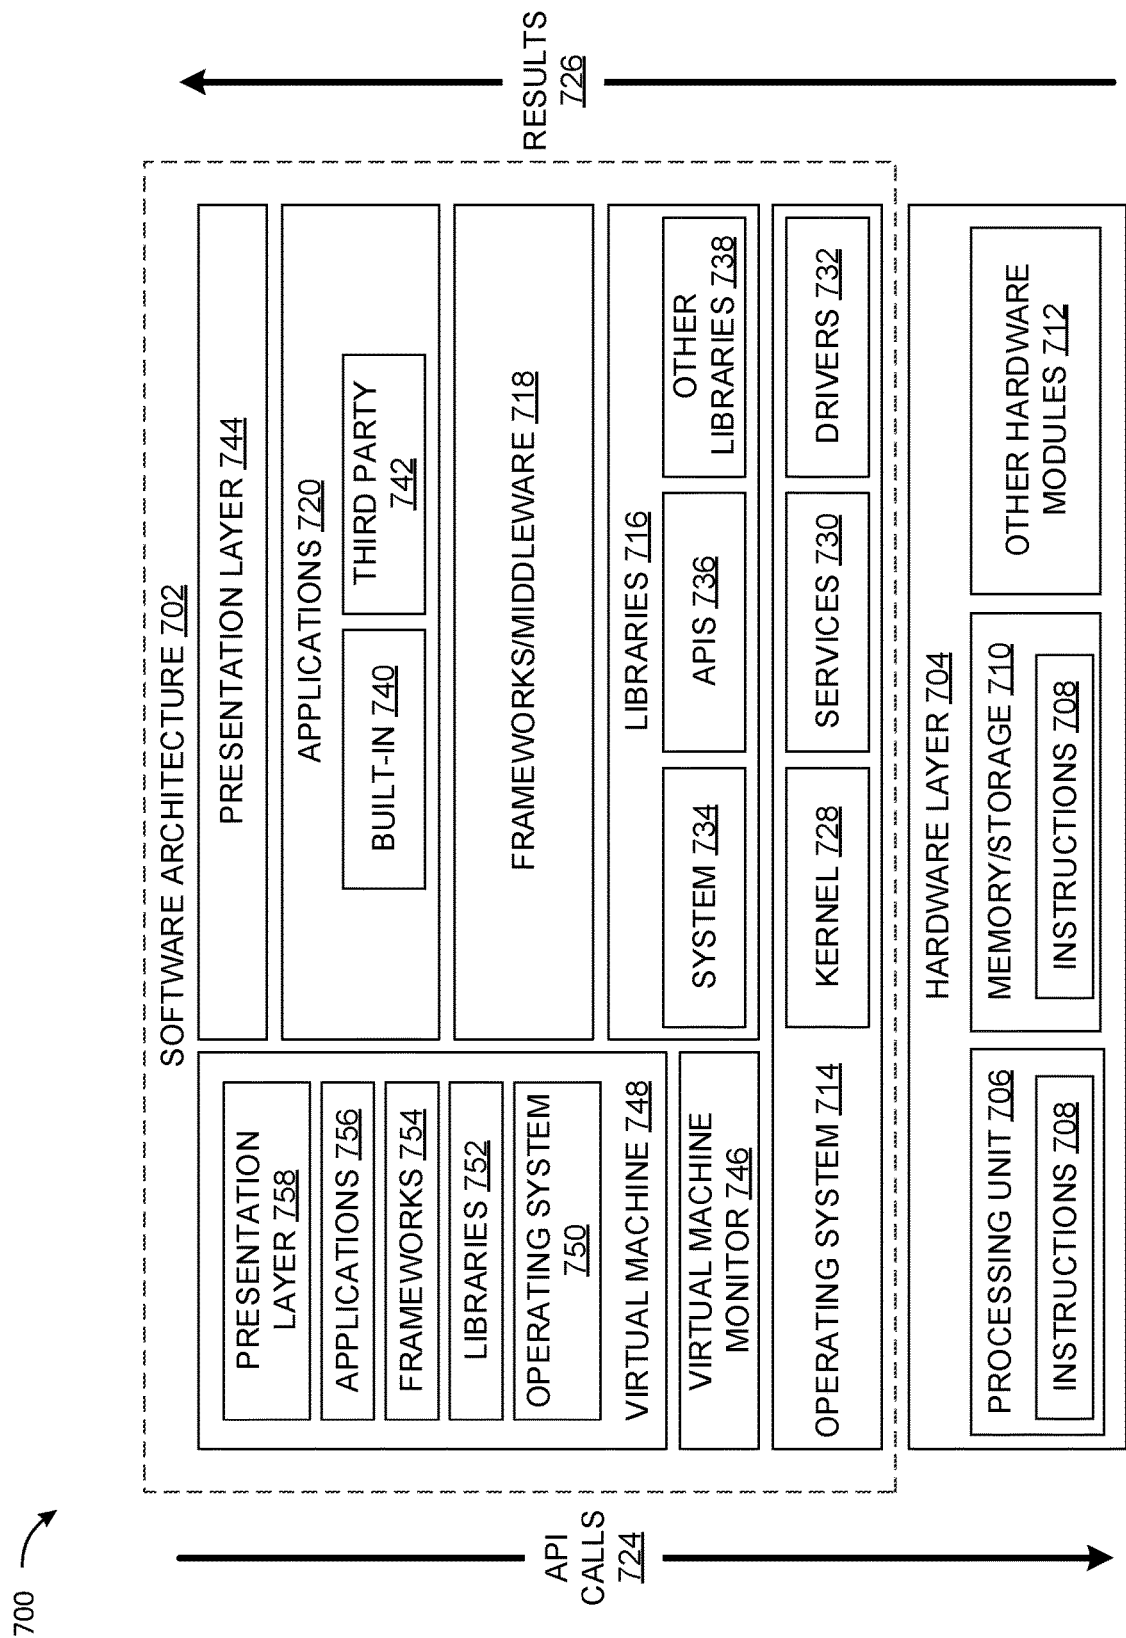 700
SOFTWARE ARCHITECTURE 702
PRESENTATION
LAYER 758
APPLICATIONS 756
FRAMEWORKS 754
LIBRARIES 752
OPERATING SYSTEM
750
VIRTUAL MACHINE 748
VIRTUAL MACHINE
MONITOR 746
PRESENTATION LAYER 744
APPLICATIONS 720
BUILT-IN 740
THIRD PARTY
742
FRAMEWORKS/MIDDLEWARE 718
LIBRARIES 716
SYSTEM 734
APIS 736
OTHER
LIBRARIES 738
OPERATING SYSTEM 714
KERNEL 728
SERVICES 730
DRIVERS 732
HARDWARE LAYER 704
PROCESSING UNIT 706
INSTRUCTIONS 708
MEMORY/STORAGE 710
INSTRUCTIONS 708
OTHER HARDWARE
MODULES 712
API
CALLS
724
RESULTS
726